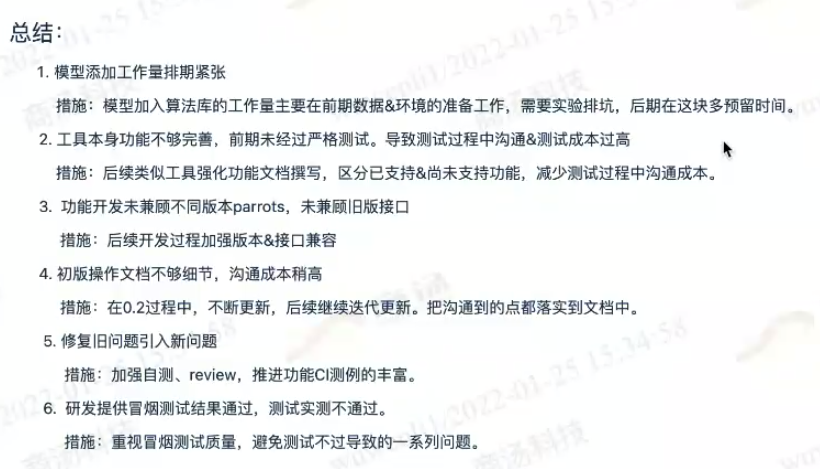 总结：
1. 模型添加工作量排期紧张
措施：模型加入算法库的工作量主要在前期数据&环境的准备工作，需要实验排坑，后期在这块多预留时间。
2. 工具本身功能不够完善，前期未经过严格测试。导致测试过程中沟通&测试成本过高
措施：后续类似工具强化功能文档撰写，区分已支持&尚未支持功能，减少测试过程中沟通成本。
3. 功能开发未兼顾不同版本parrots，未兼顾旧版接口
措施：后续开发过程加强版本&接口兼容
4. 初版操作文档不够细节，沟通成本稍高
措施：在0.2过程中，不断更新，后续继续迭代更新。把沟通到的点都落实到文档中。
5. 修复旧问题引入新问题
措施：加强自测、review，推进功能CI测例的丰富。
6. 研发提供冒烟测试结果通过，测试实测不通过。
措施：重视冒烟测试质量，避免测试不过导致的一系列问题。